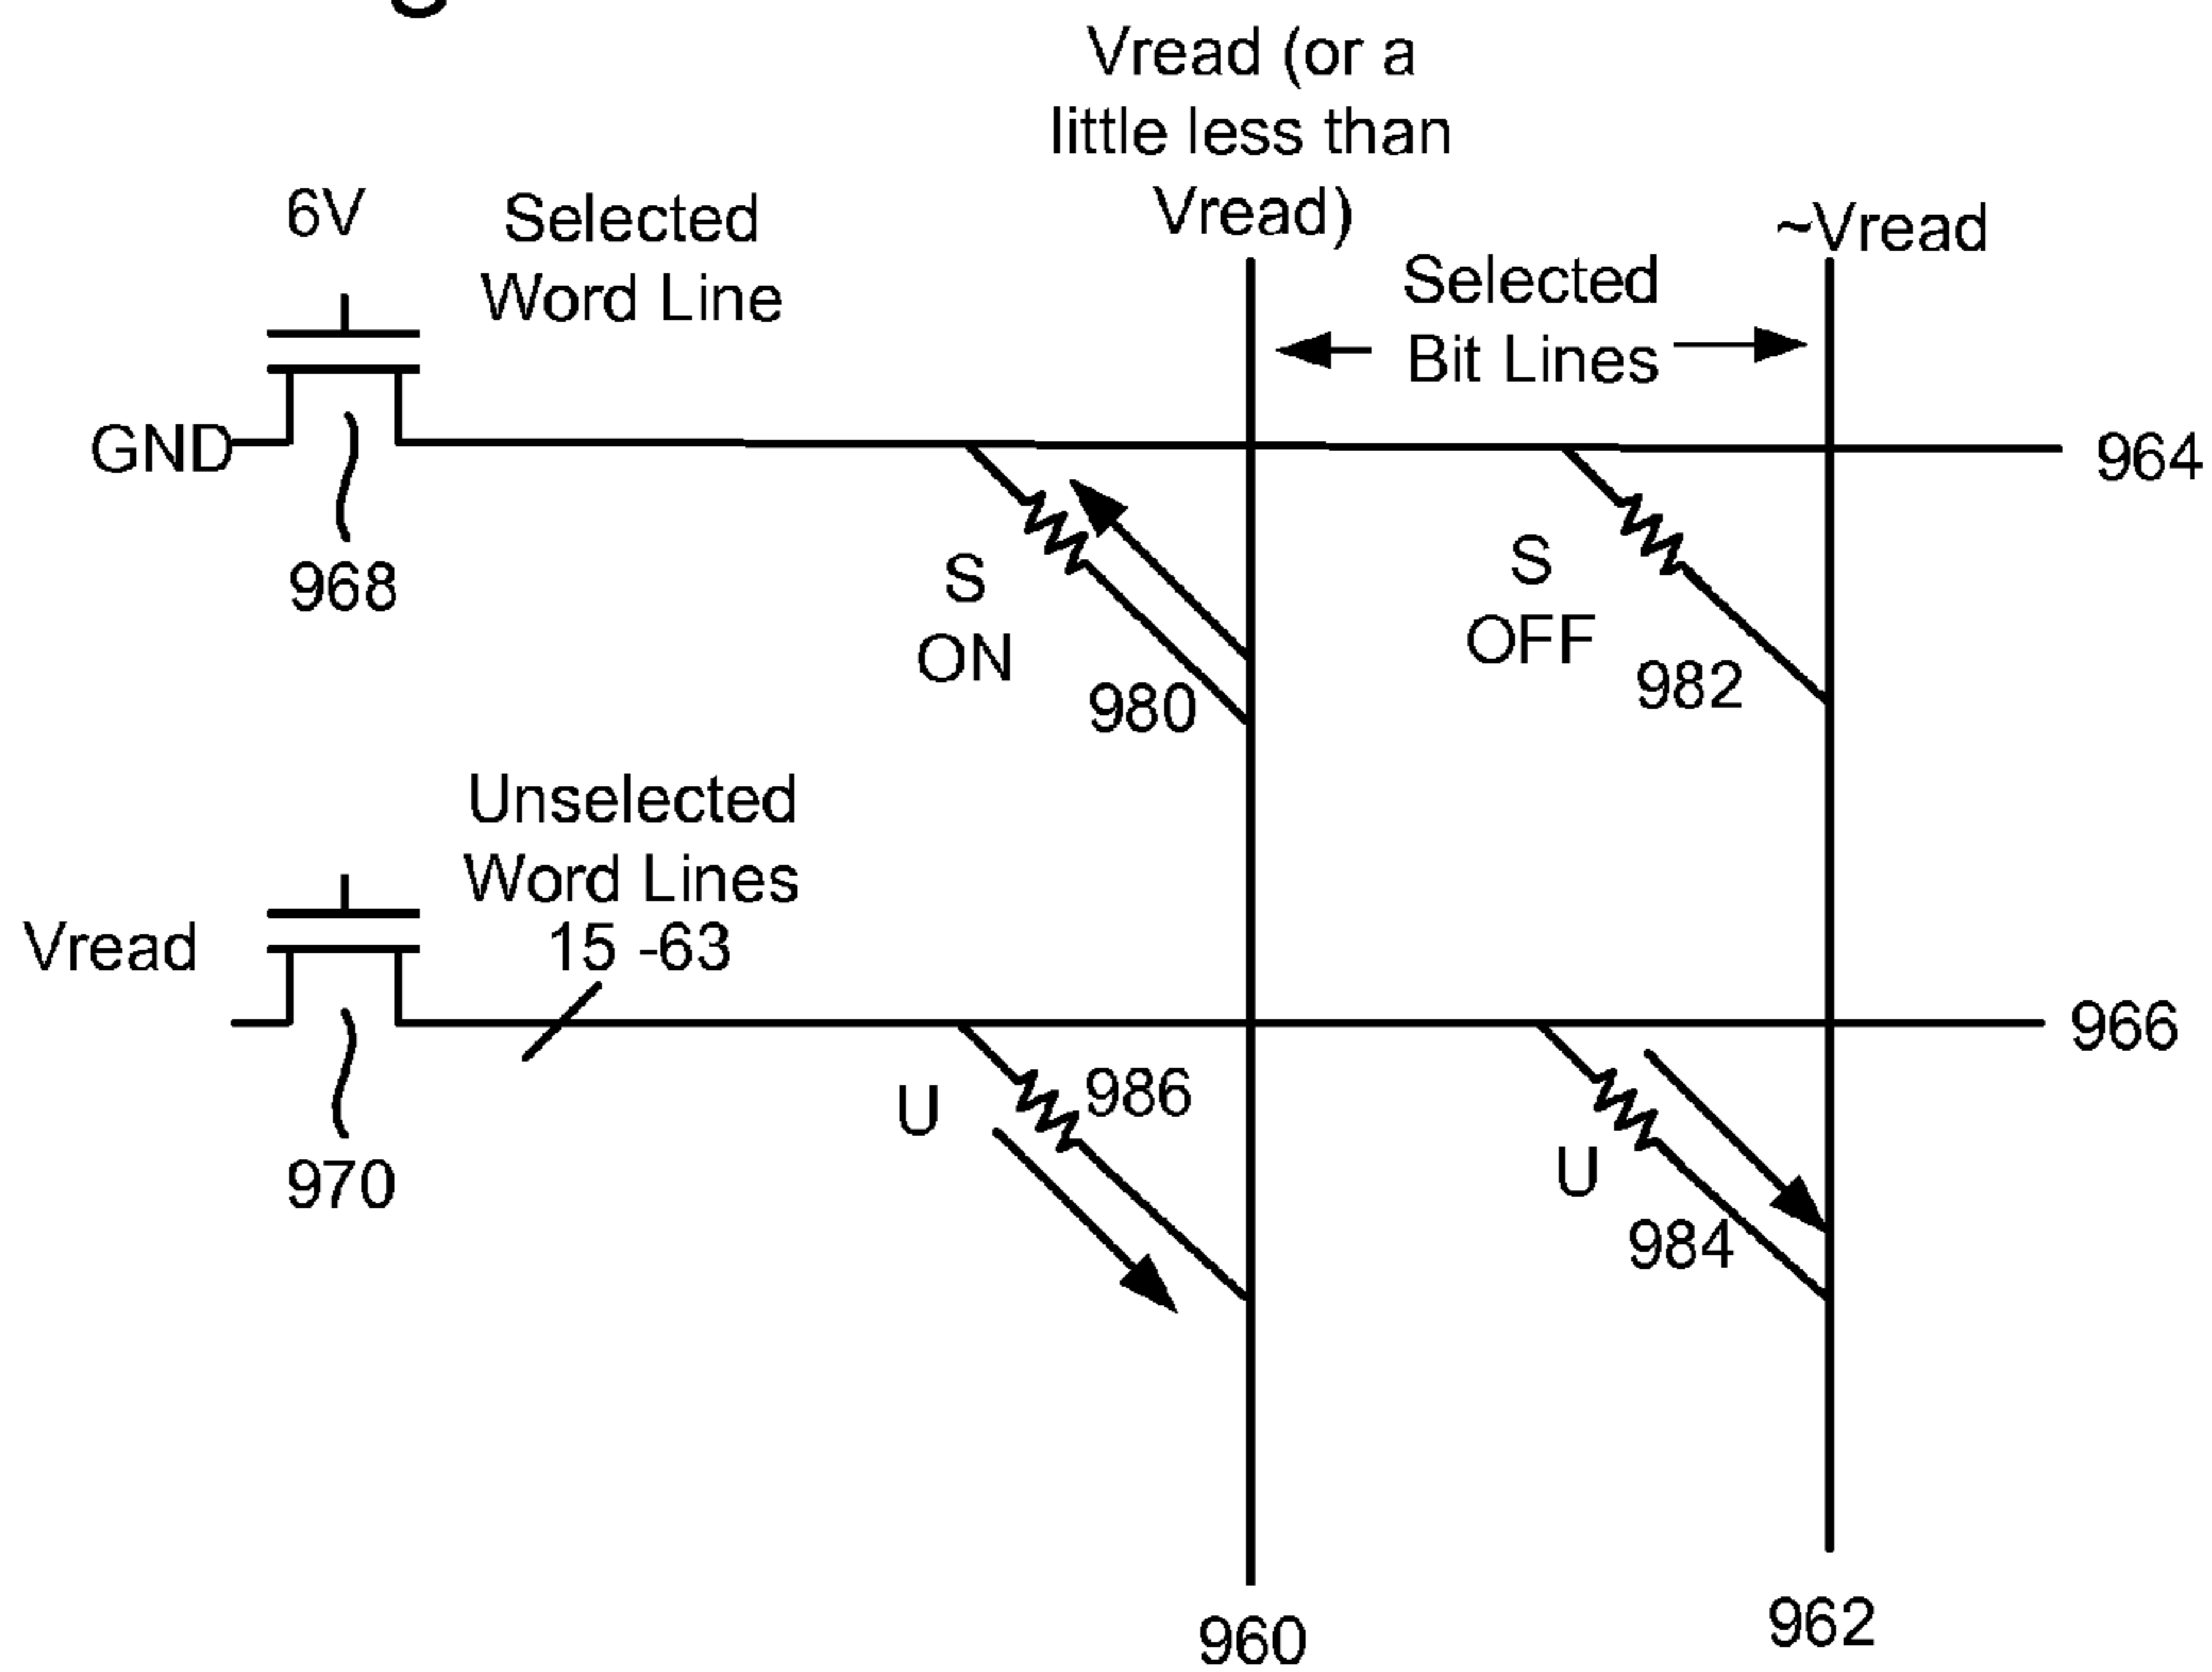 Vread (or a
little less than
Vread)
~Vread
6V
Selected
Word Line
Selected
Bit Lines
GND
964
968
S
ON
980
S
OFF
982
Unselected
Word Lines
15 -63
Vread
966
970
U
986
U
984
960
962